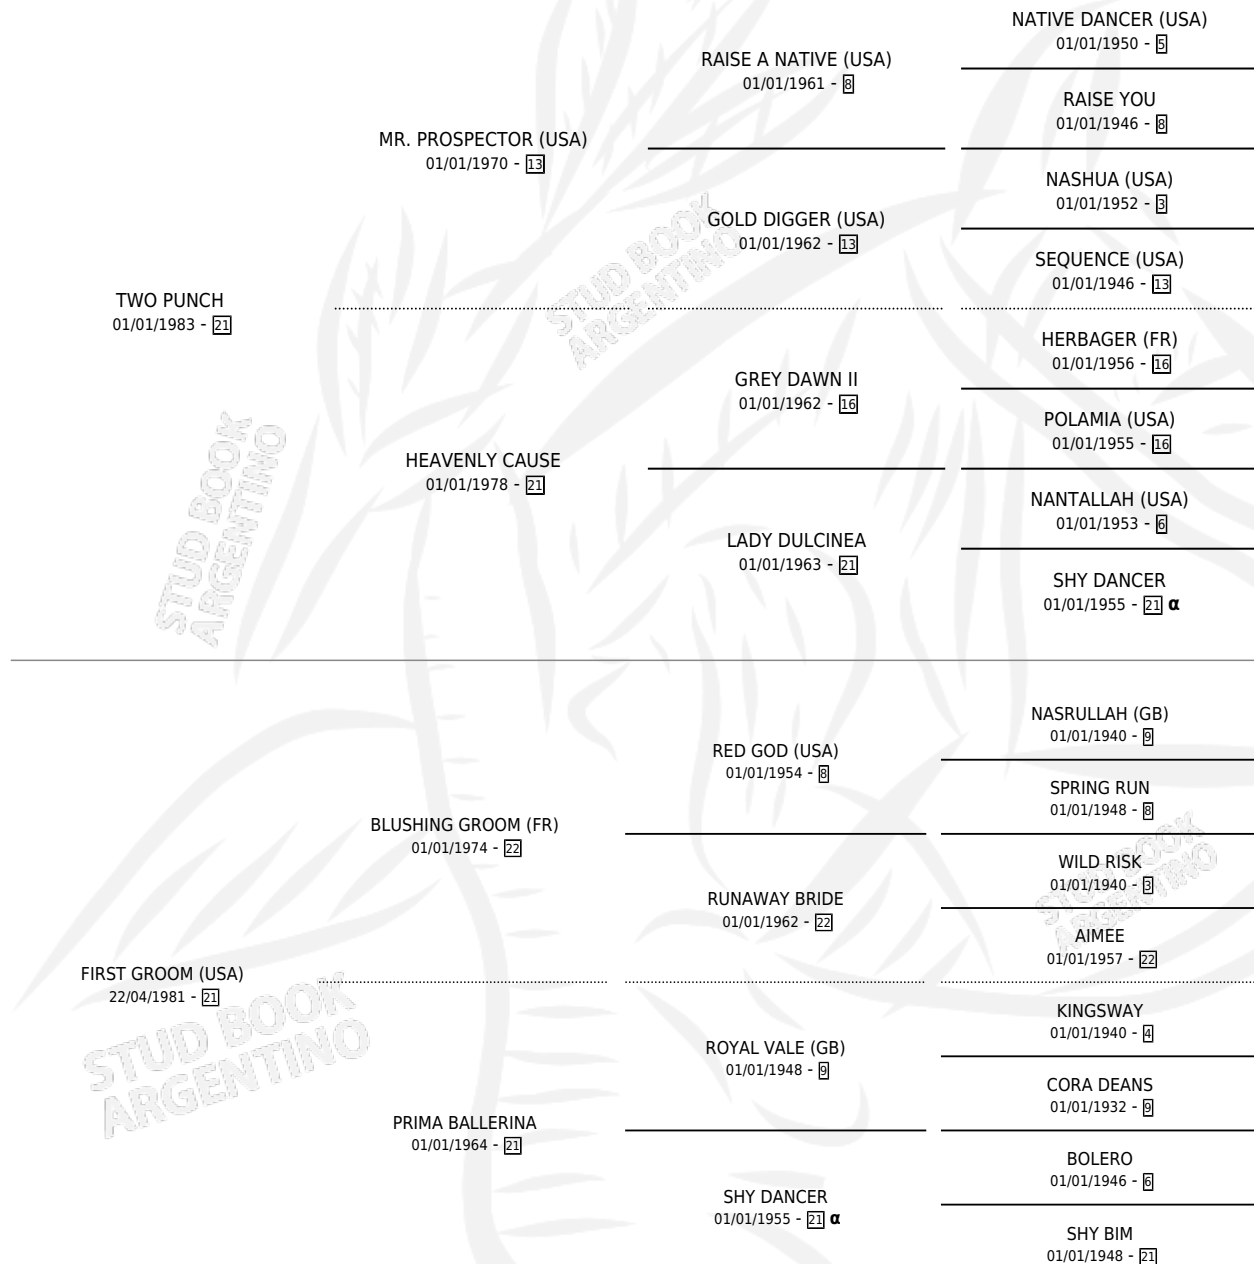 NATIVE DANCER (USA)
01/01/1950 - 5
RAISE A NATIVE (USA)
01/01/1961 - 8
RAISE YOU
01/01/1946 - 8
MR. PROSPECTOR (USA)
01/01/1970 - 13
NASHUA (USA)
01/01/1952 - 3
GOLD DIGGER (USA)
01/01/1962 - 13
SEQUENCE (USA)
01/01/1946 - 13
TWO PUNCH
01/01/1983 - 21
STUD BOOK
ARGENTINO
HERBAGER (FR)
01/01/1956 - 16
GREY DAWN II
01/01/1962 - 16
POLAMIA (USA)
01/01/1955 - 16
HEAVENLY CAUSE
01/01/1978 - 21
NANTALLAH (USA)
01/01/1953 - 6
LADY DULCINEA
01/01/1963 - 21
SHY DANCER
01/01/1955 - 21 α
STUD BOOK
ARGENTINO
NASRULLAH (GB)
01/01/1940 - 9
RED GOD (USA)
01/01/1954 - 8
SPRING RUN
01/01/1948 - 8
BLUSHING GROOM (FR)
01/01/1974 - 22
WILD RISK
01/01/1940 - 3
STUD BOOK
ARGENTINO
RUNAWAY BRIDE
01/01/1962 - 22
AIMEE
01/01/1957 - 22
FIRST GROOM (USA)
22/04/1981 - 21
STUD BOOK
ARGENTINO
KINGSWAY
01/01/1940 - 4
ROYAL VALE (GB)
01/01/1948 - 9
CORA DEANS
01/01/1932 - 9
PRIMA BALLERINA
01/01/1964 - 21
BOLERO
01/01/1946 - 6
SHY DANCER
01/01/1955 - 21 α
SHY BIM
01/01/1948 - 21